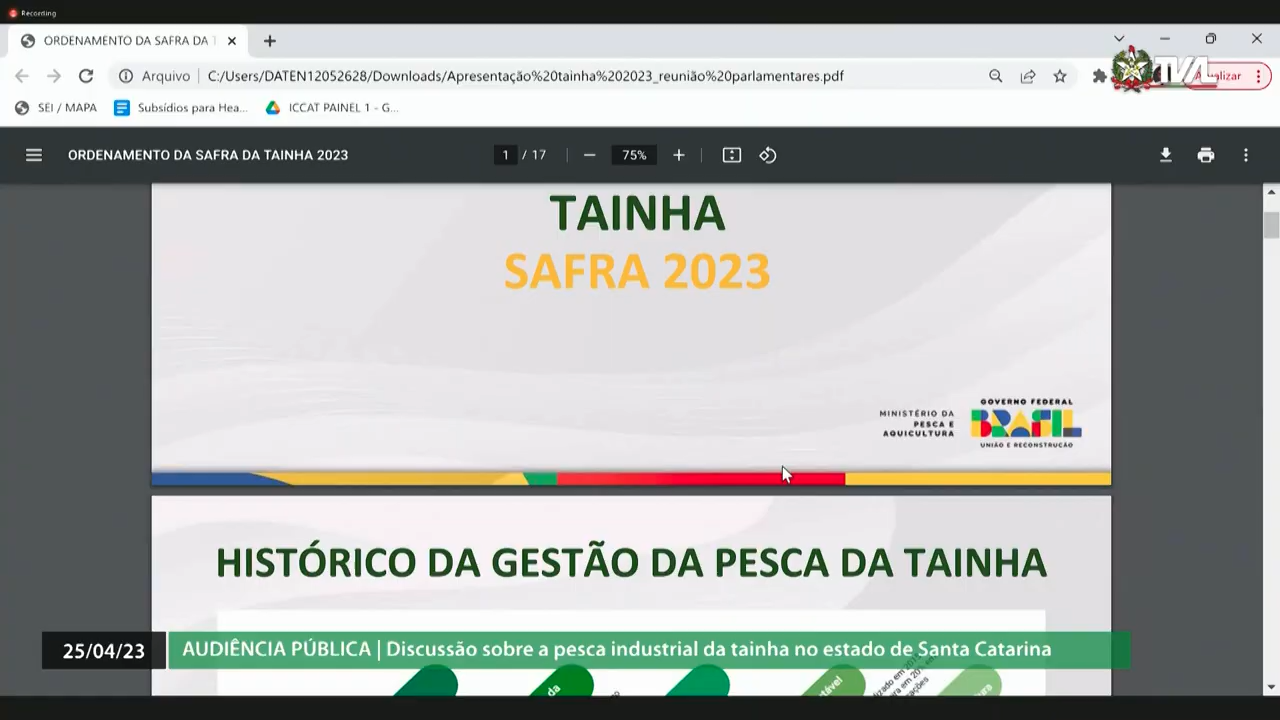 Recording
ORDENAMENTO DA SAFRA DA T
Arquivo
C:/Users/DATEN12052628/Downloads/Apresentação%20tainha%202023_reunião%20parlamentares.pdf
TVAL
alizar
SEI / MAPA
Subsídios para Hea...
ICCAT PAINEL 1 - G...
ORDENAMENTO DA SAFRA DA TAINHA 2023
1 / 17
75%
TAINHA
SAFRA 2023
MINISTÉRIO DA
PESCA E
AQUICULTURA
GOVERNO FEDERAL
BRASIL
UNIÃO E RECONSTRUÇÃO
HISTÓRICO DA GESTÃO DA PESCA DA TAINHA
25/04/23
AUDIÊNCIA PÚBLICA | Discussão sobre a pesca industrial da tainha no estado de Santa Catarina